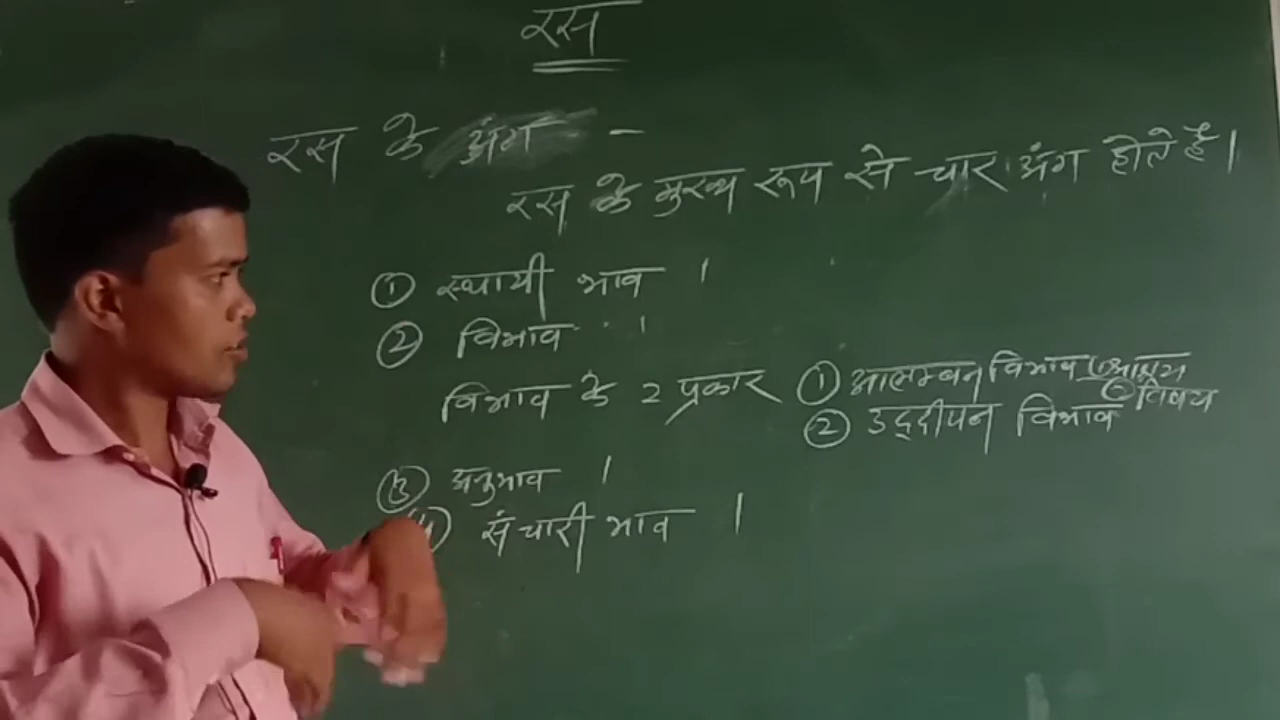 रस
रस के अंग –
रस के मुख्य रूप से चार अंग होते हैं।
① स्थायी भाव ।
② विभाव ।
विभाव के 2 प्रकार ① आलम्बन विभाव ① आश्रय
② विषय
② उद्दीपन विभाव
③ अनुभाव ।
④ संचारी भाव ।